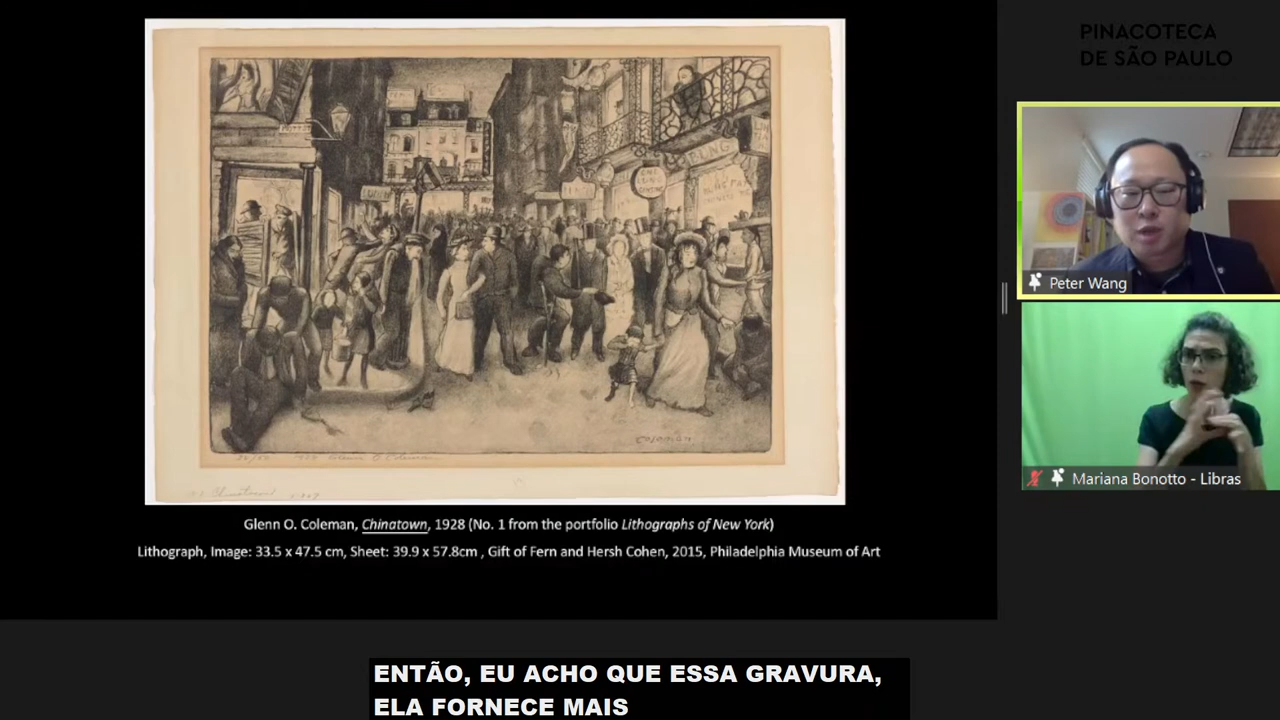 PINACOTECA
DE SÃO PAULO
Peter Wang
Mariana Bonotto - Libras
COLEMAN
Glenn O. Coleman, Chinatown, 1928 (No. 1 from the portfolio Lithographs of New York)
Lithograph, Image: 33.5 x 47.5 cm, Sheet: 39.9 x 57.8cm , Gift of Fern and Hersh Cohen, 2015, Philadelphia Museum of Art
ENTÃO, EU ACHO QUE ESSA GRAVURA,
ELA FORNECE MAIS